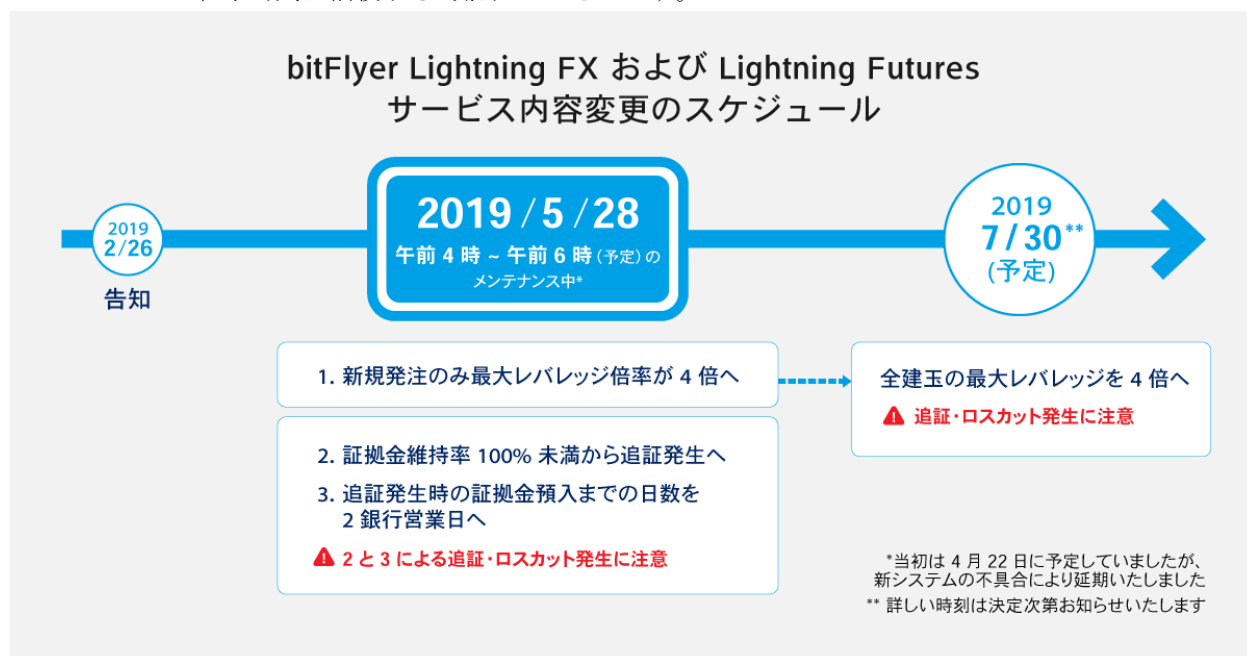 bitFlyer Lightning FX および Lightning Futures
サービス内容変更のスケジュール
2019
2/26
告知
2019/5/28
午前 4 時 ~ 午前 6 時(予定)の
メンテナンス中*
2019
7/30**
(予定)
1. 新規発注のみ最大レバレッジ倍率が 4 倍へ
全建玉の最大レバレッジを 4 倍へ
追証・ロスカット発生に注意
2. 証拠金維持率 100% 未満から追証発生へ
3. 追証発生時の証拠金預入までの日数を
2 銀行営業日へ
2 と 3 による追証・ロスカット発生に注意
*当初は 4 月 22 日に予定していましたが、
新システムの不具合により延期いたしました
** 詳しい時刻は決定次第お知らせいたします